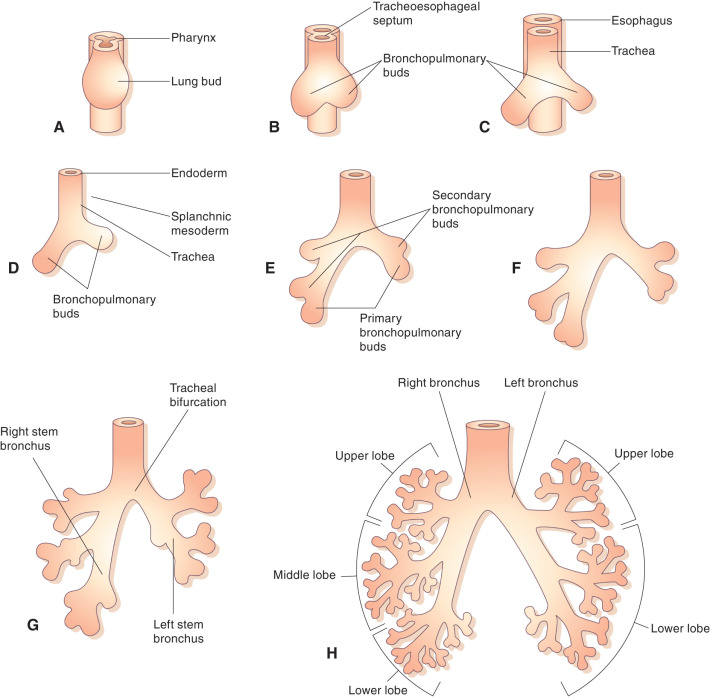 Pharynx
Lung bud
A
Tracheoesophageal
septum
Bronchopulmonary
buds
B
Esophagus
Trachea
C
Endoderm
Splanchnic
mesoderm
Trachea
D
Bronchopulmonary
buds
Secondary
bronchopulmonary
buds
E
Primary
bronchopulmonary
buds
F
Tracheal
bifurcation
Right stem
bronchus
G
Left stem
bronchus
Right bronchus
Left bronchus
Upper lobe
Upper lobe
Middle lobe
Lower lobe
H
Lower lobe